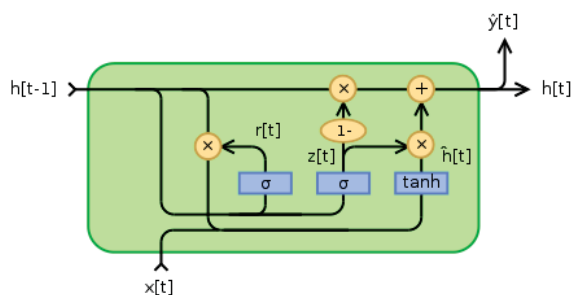 ŷ[t]
h[t-1]
×
+
h[t]
r[t]
1-
×
z[t]
×
ĥ[t]
σ
σ
tanh
x[t]